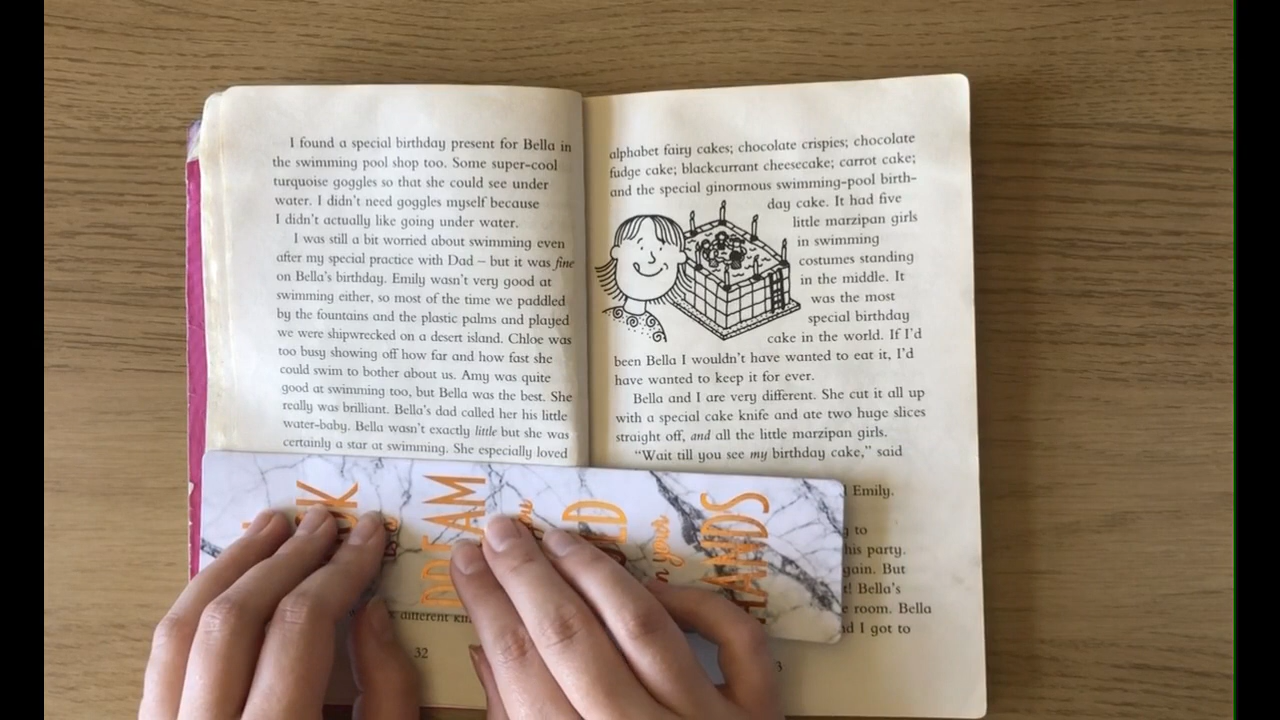 I found a special birthday present for Bella in
the swimming pool shop too. Some super-cool
turquoise goggles so that she could see under
water. I didn't need goggles myself because
I didn't actually like going under water.
I was still a bit worried about swimming even
after my special practice with Dad – but it was fine
on Bella's birthday. Emily wasn't very good at
swimming either, so most of the time we paddled
by the fountains and the plastic palms and played
we were shipwrecked on a desert island. Chloe was
too busy showing off how far and how fast she
could swim to bother about us. Amy was quite
good at swimming too, but Bella was the best. She
really was brilliant. Bella's dad called her his little
water-baby. Bella wasn't exactly little but she was
certainly a star at swimming. She especially loved
different
32
alphabet fairy cakes; chocolate crispies; chocolate
fudge cake; blackcurrant cheesecake; carrot cake;
and the special ginormous swimming-pool birth-
day cake. It had five
little marzipan girls
in swimming
costumes standing
in the middle. It
was the most
special birthday
cake in the world. If I'd
been Bella I wouldn't have wanted to eat it, I'd
have wanted to keep it for ever.
Bella and I are very different. She cut it all up
with a special cake knife and ate two huge slices
straight off, and all the little marzipan girls.
"Wait till you see my birthday cake," said
Emily.
to
his party.
gain. But
! Bella's
room. Bella
I got to
3
DREAM
your
HANDS